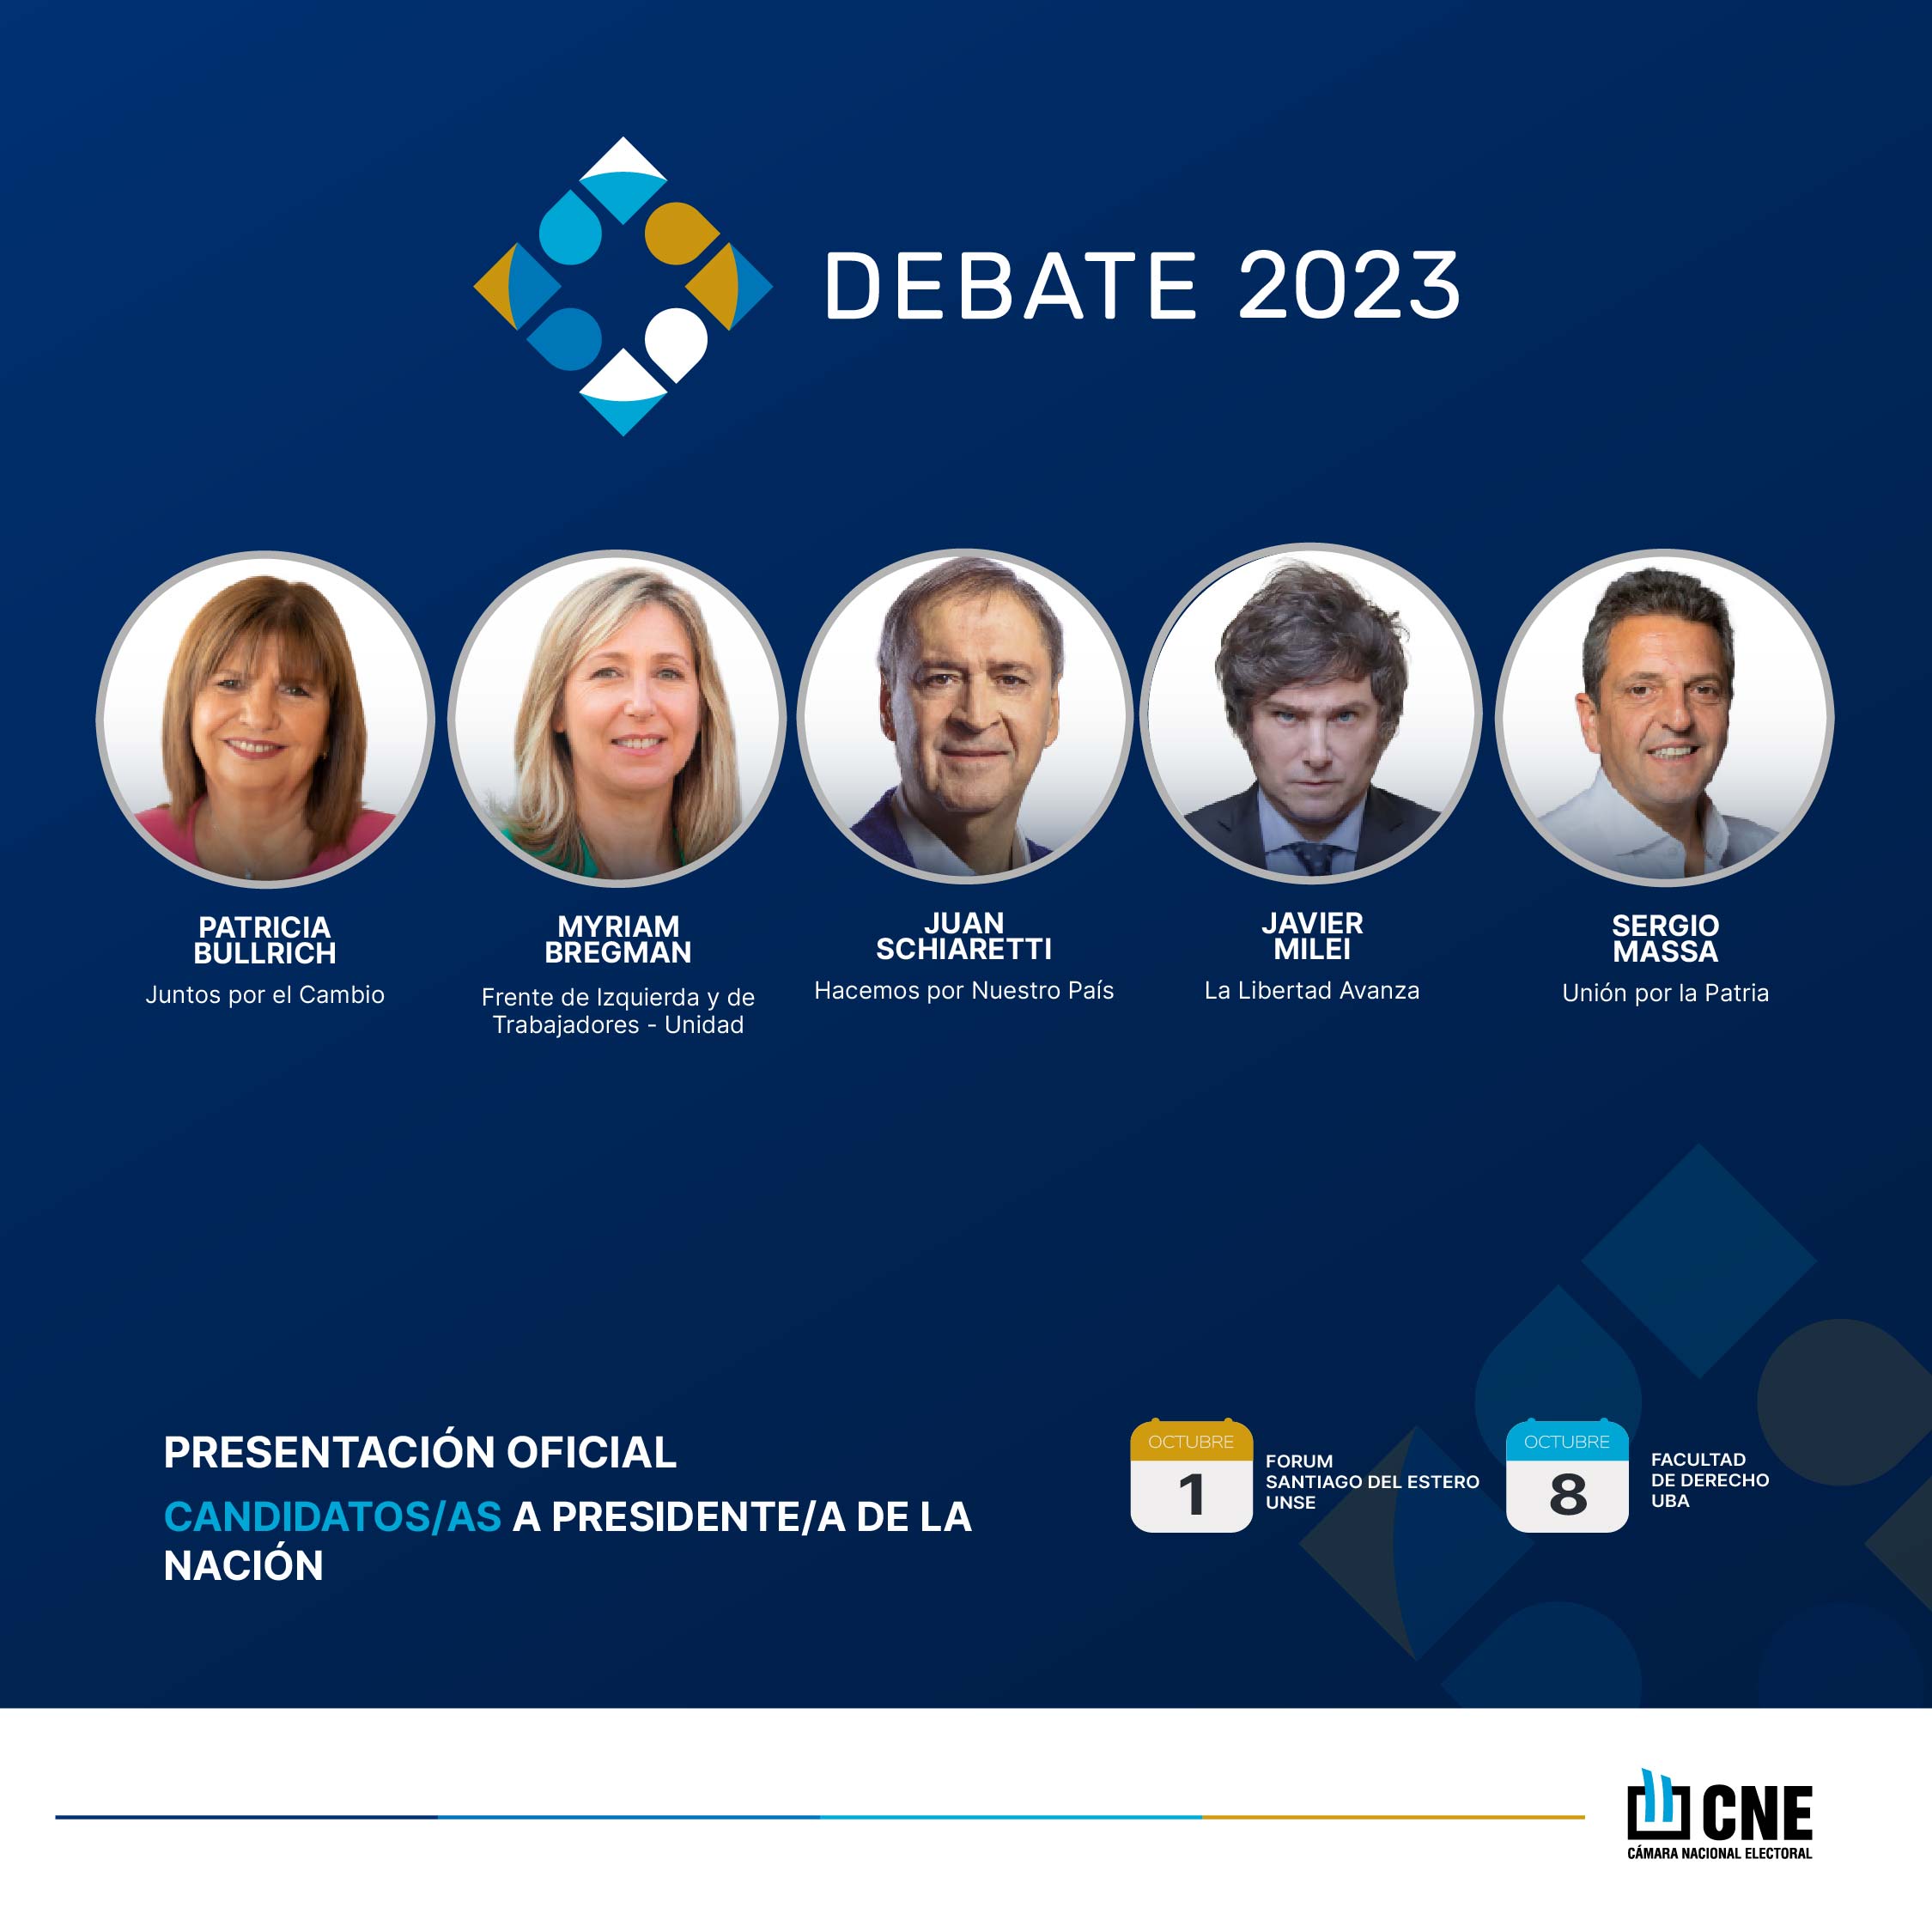 DEBATE 2023
PATRICIA
BULLRICH
Juntos por el Cambio
MYRIAM
BREGMAN
Frente de Izquierda y de
Trabajadores - Unidad
JUAN
SCHIARETTI
Hacemos por Nuestro País
JAVIER
MILEI
La Libertad Avanza
SERGIO
MASSA
Unión por la Patria
PRESENTACIÓN OFICIAL
CANDIDATOS/AS A PRESIDENTE/A DE LA
NACIÓN
OCTUBRE
1
FORUM
SANTIAGO DEL ESTERO
UNSE
OCTUBRE
8
FACULTAD
DE DERECHO
UBA
CNE
CÁMARA NACIONAL ELECTORAL